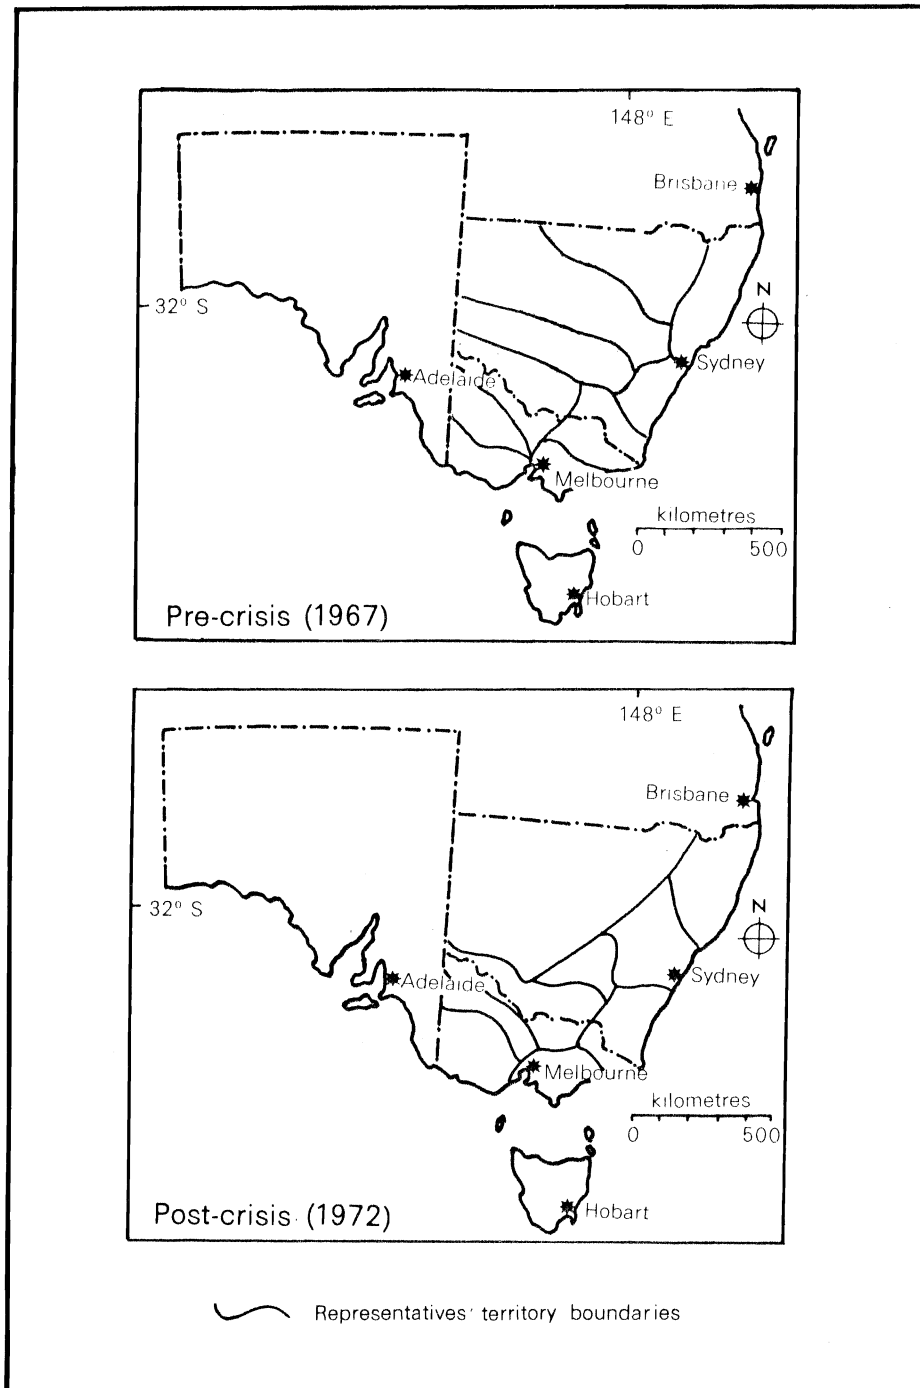 148° E
Brisbane
N
32° S
Sydney
Adelaide
Melbourne
kilometres
0 500
Hobart
Pre-crisis (1967)
148° E
Brisbane
N
32° S
Sydney
Adelaide
Melbourne
kilometres
0 500
Hobart
Post-crisis (1972)
Representatives' territory boundaries